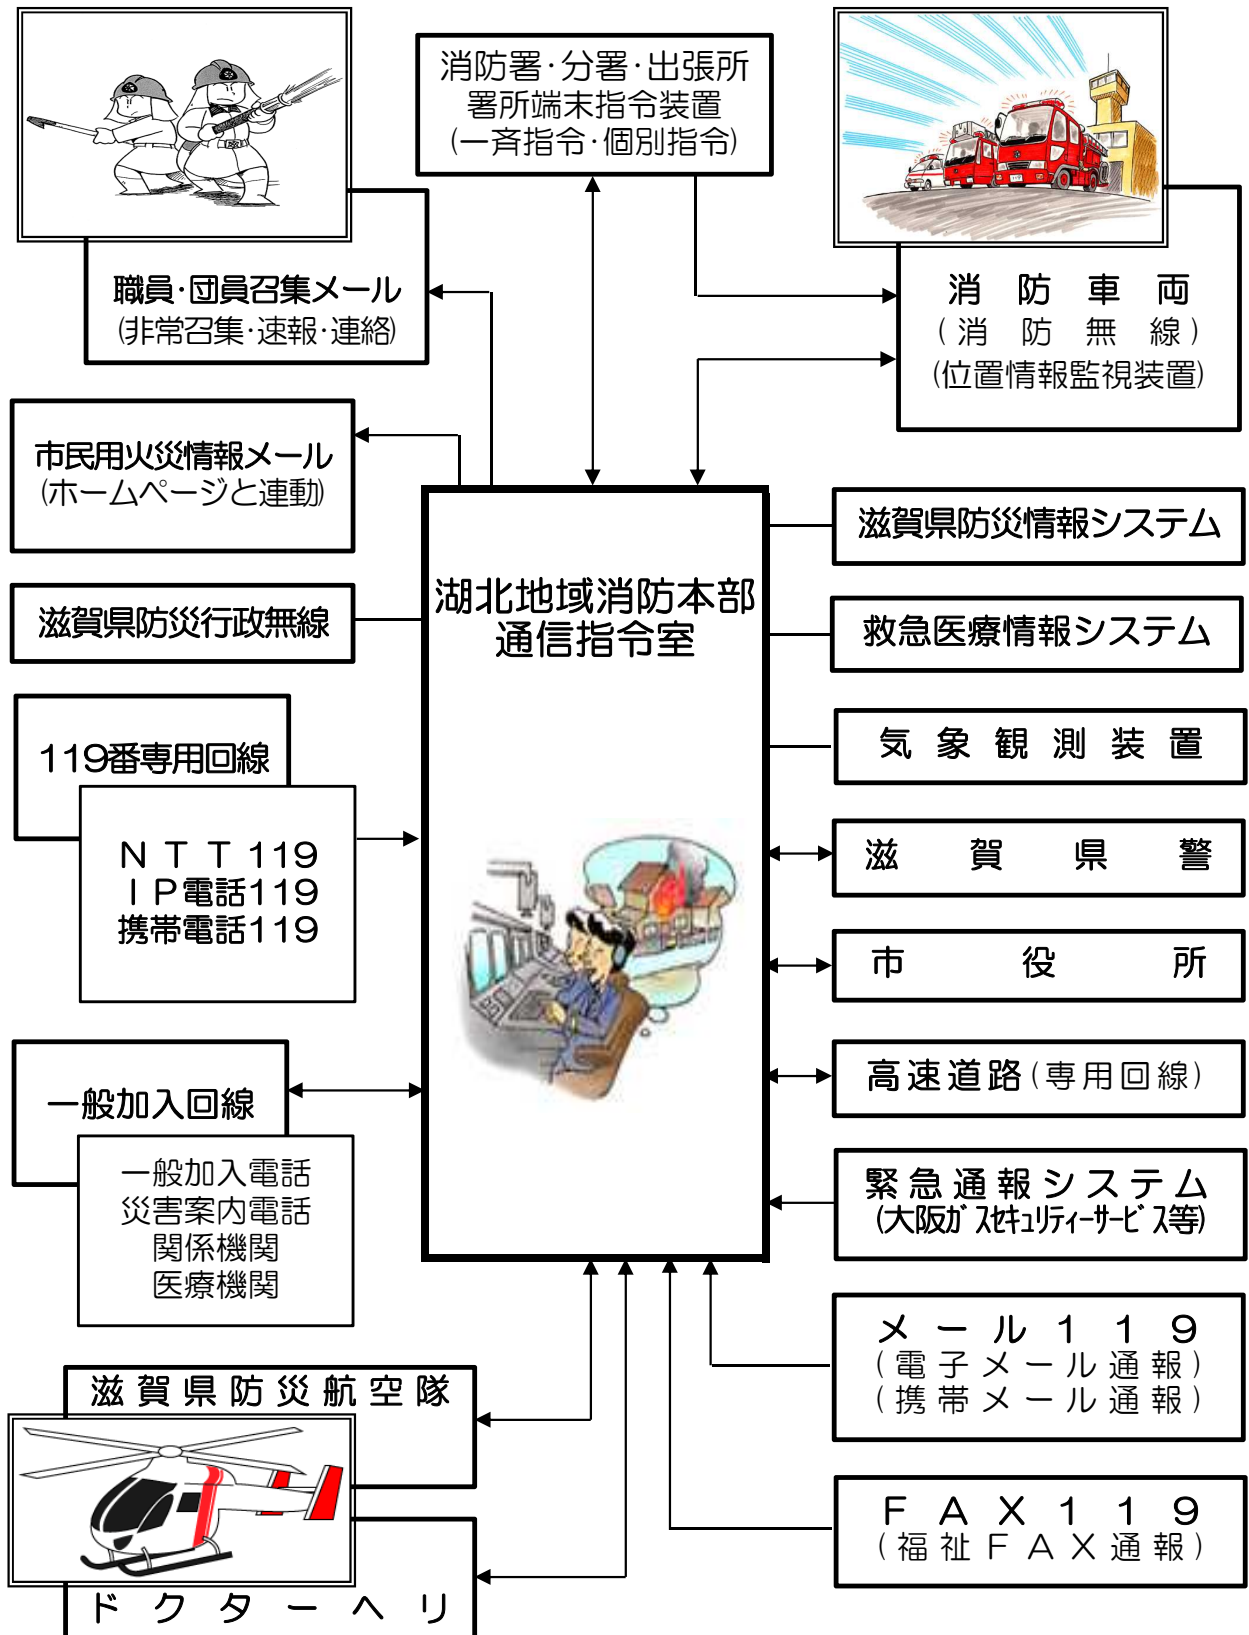 消防署・分署・出張所
署所端末指令装置
(一斉指令・個別指令)
職員・団員召集メール
(非常召集・速報・連絡)
消防車両
(消防無線)
(位置情報監視装置)
市民用火災情報メール
(ホームページと連動)
滋賀県防災行政無線
119番専用回線
ＮＴＴ119
ＩＰ電話119
携帯電話119
一般加入回線
一般加入電話
災害案内電話
関係機関
医療機関
湖北地域消防本部
通信指令室
滋賀県防災情報システム
救急医療情報システム
気象観測装置
滋賀県警
市役所
高速道路(専用回線)
緊急通報システム
(大阪ｶﾞｽｾｷｭﾘﾃｨｰｻｰﾋﾞｽ等)
メール１１９
(電子メール通報)
(携帯メール通報)
ＦＡＸ１１９
(福祉ＦＡＸ通報)
滋賀県防災航空隊
ドクターヘリ